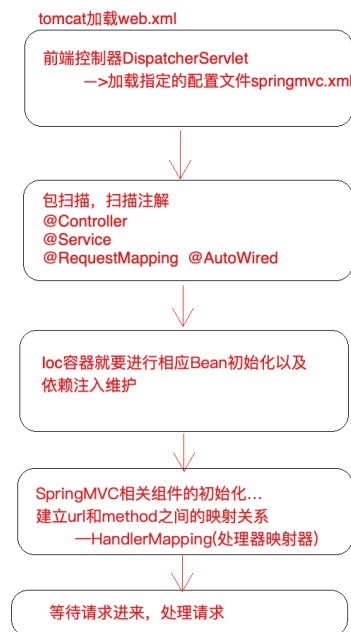 tomcat加载web.xml
前端控制器DispatcherServlet
—>加载指定的配置文件springmvc.xml
包扫描，扫描注解
@Controller
@Service
@RequestMapping @AutoWired
Ioc容器就要进行相应Bean初始化以及
依赖注入维护
SpringMVC相关组件的初始化...
建立url和method之间的映射关系
—HandlerMapping(处理器映射器）
等待请求进来，处理请求